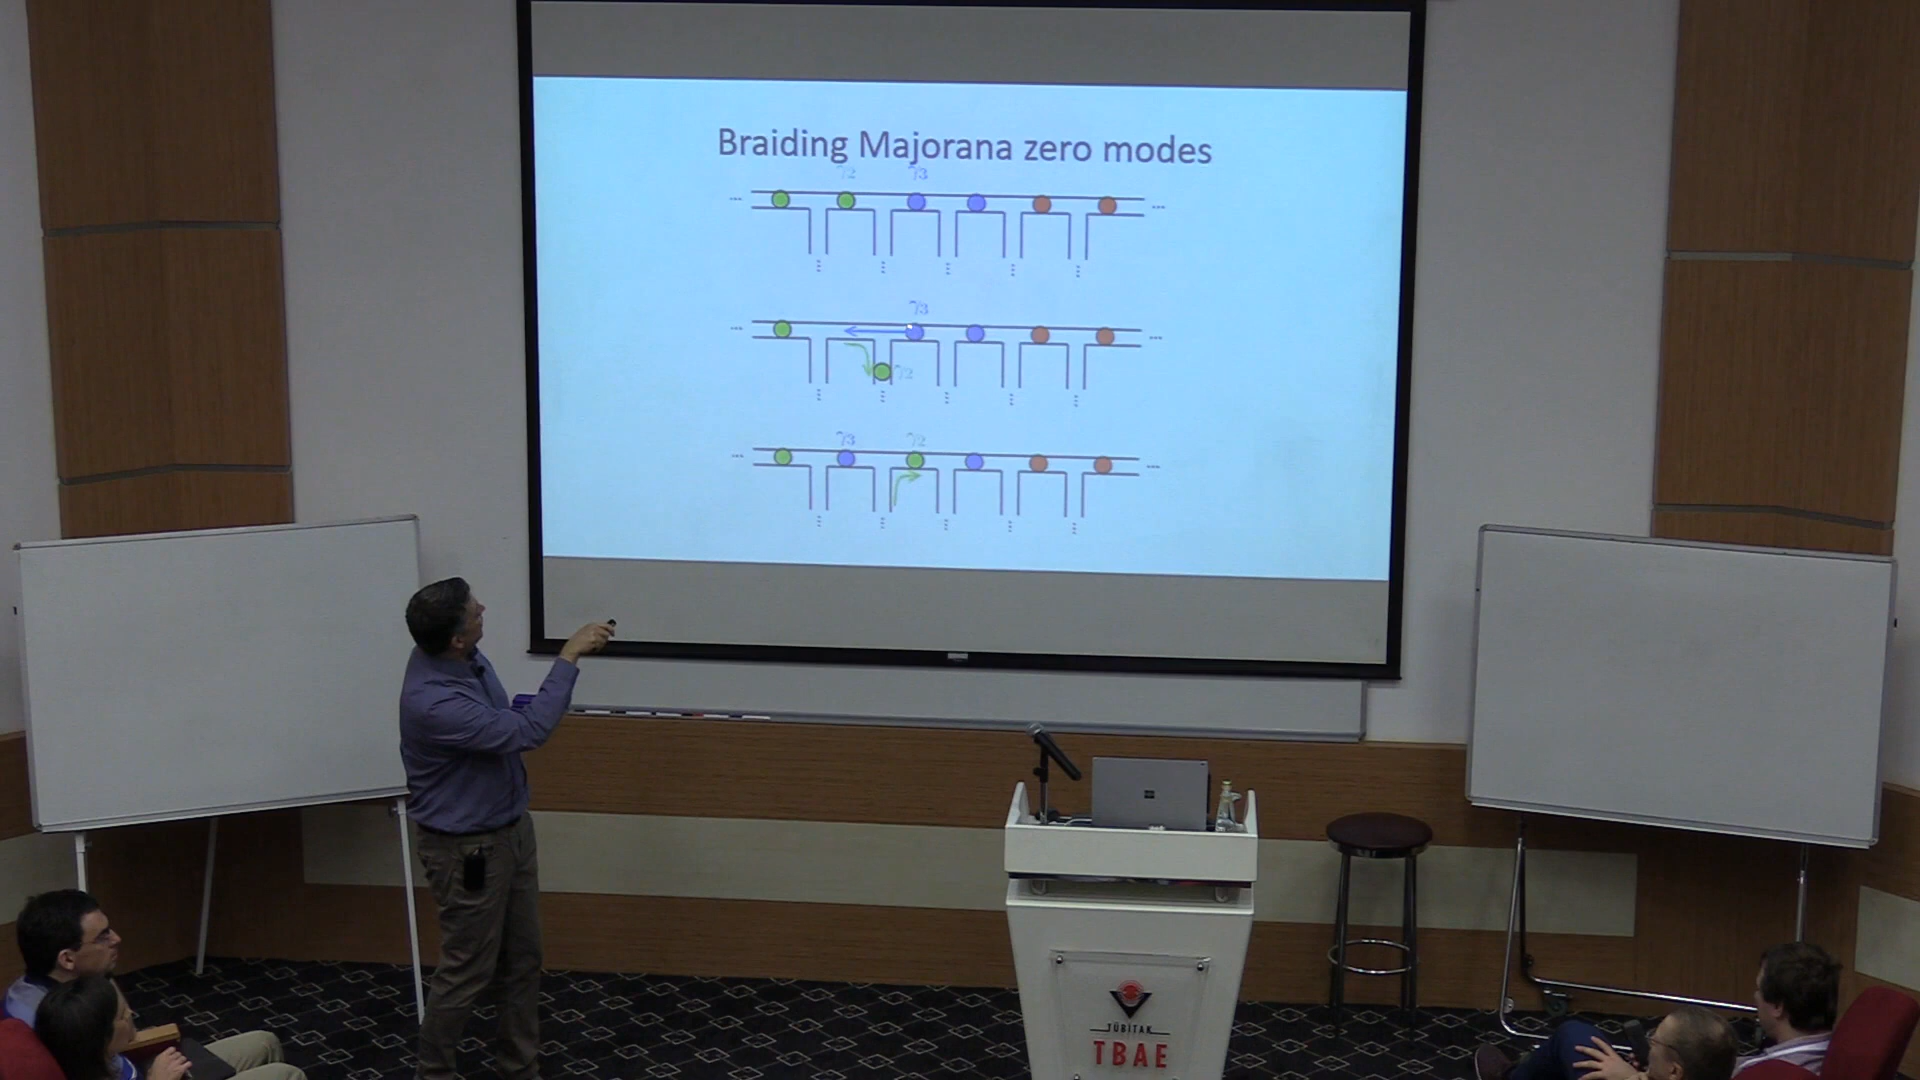 Braiding Majorana zero modes
γ2 γ3
... ...
γ3
... ...
γ2
γ3 γ2
... ...
TÜBİTAK
TBAE